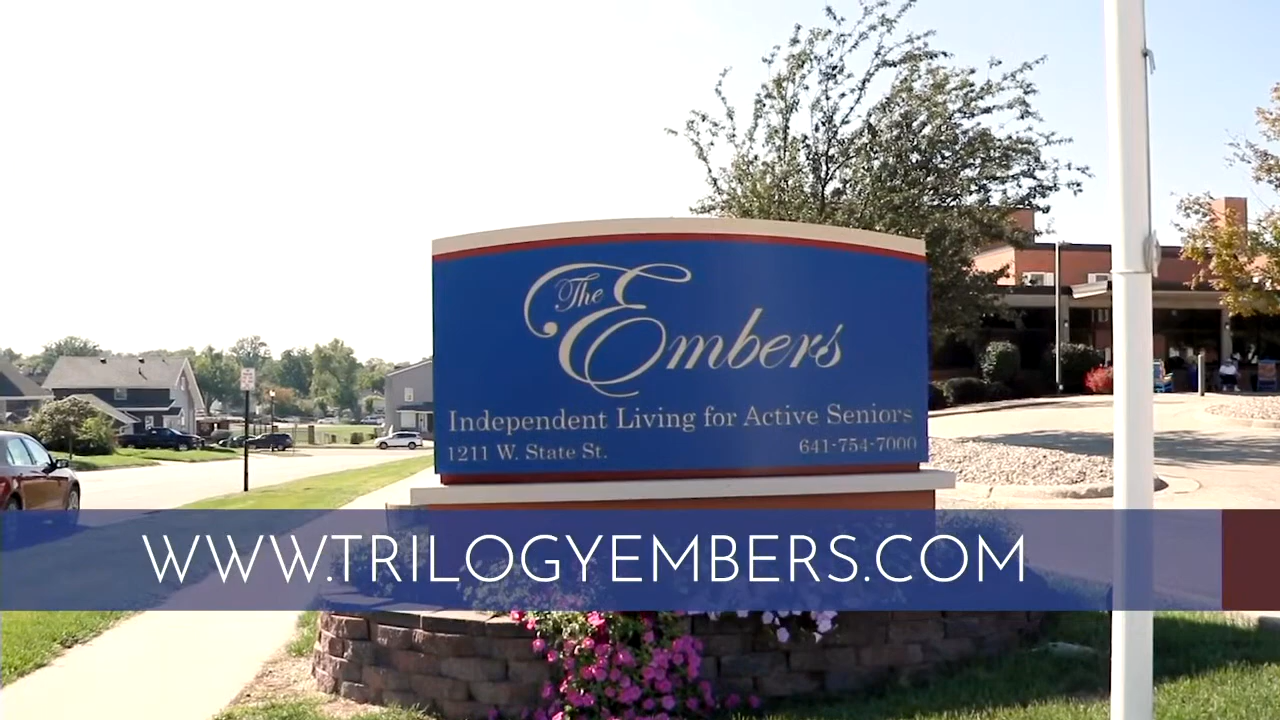 The Embers
Independent Living for Active Seniors
1211 W. State St.
641-754-7000
WWW.TRILOGYEMBERS.COM